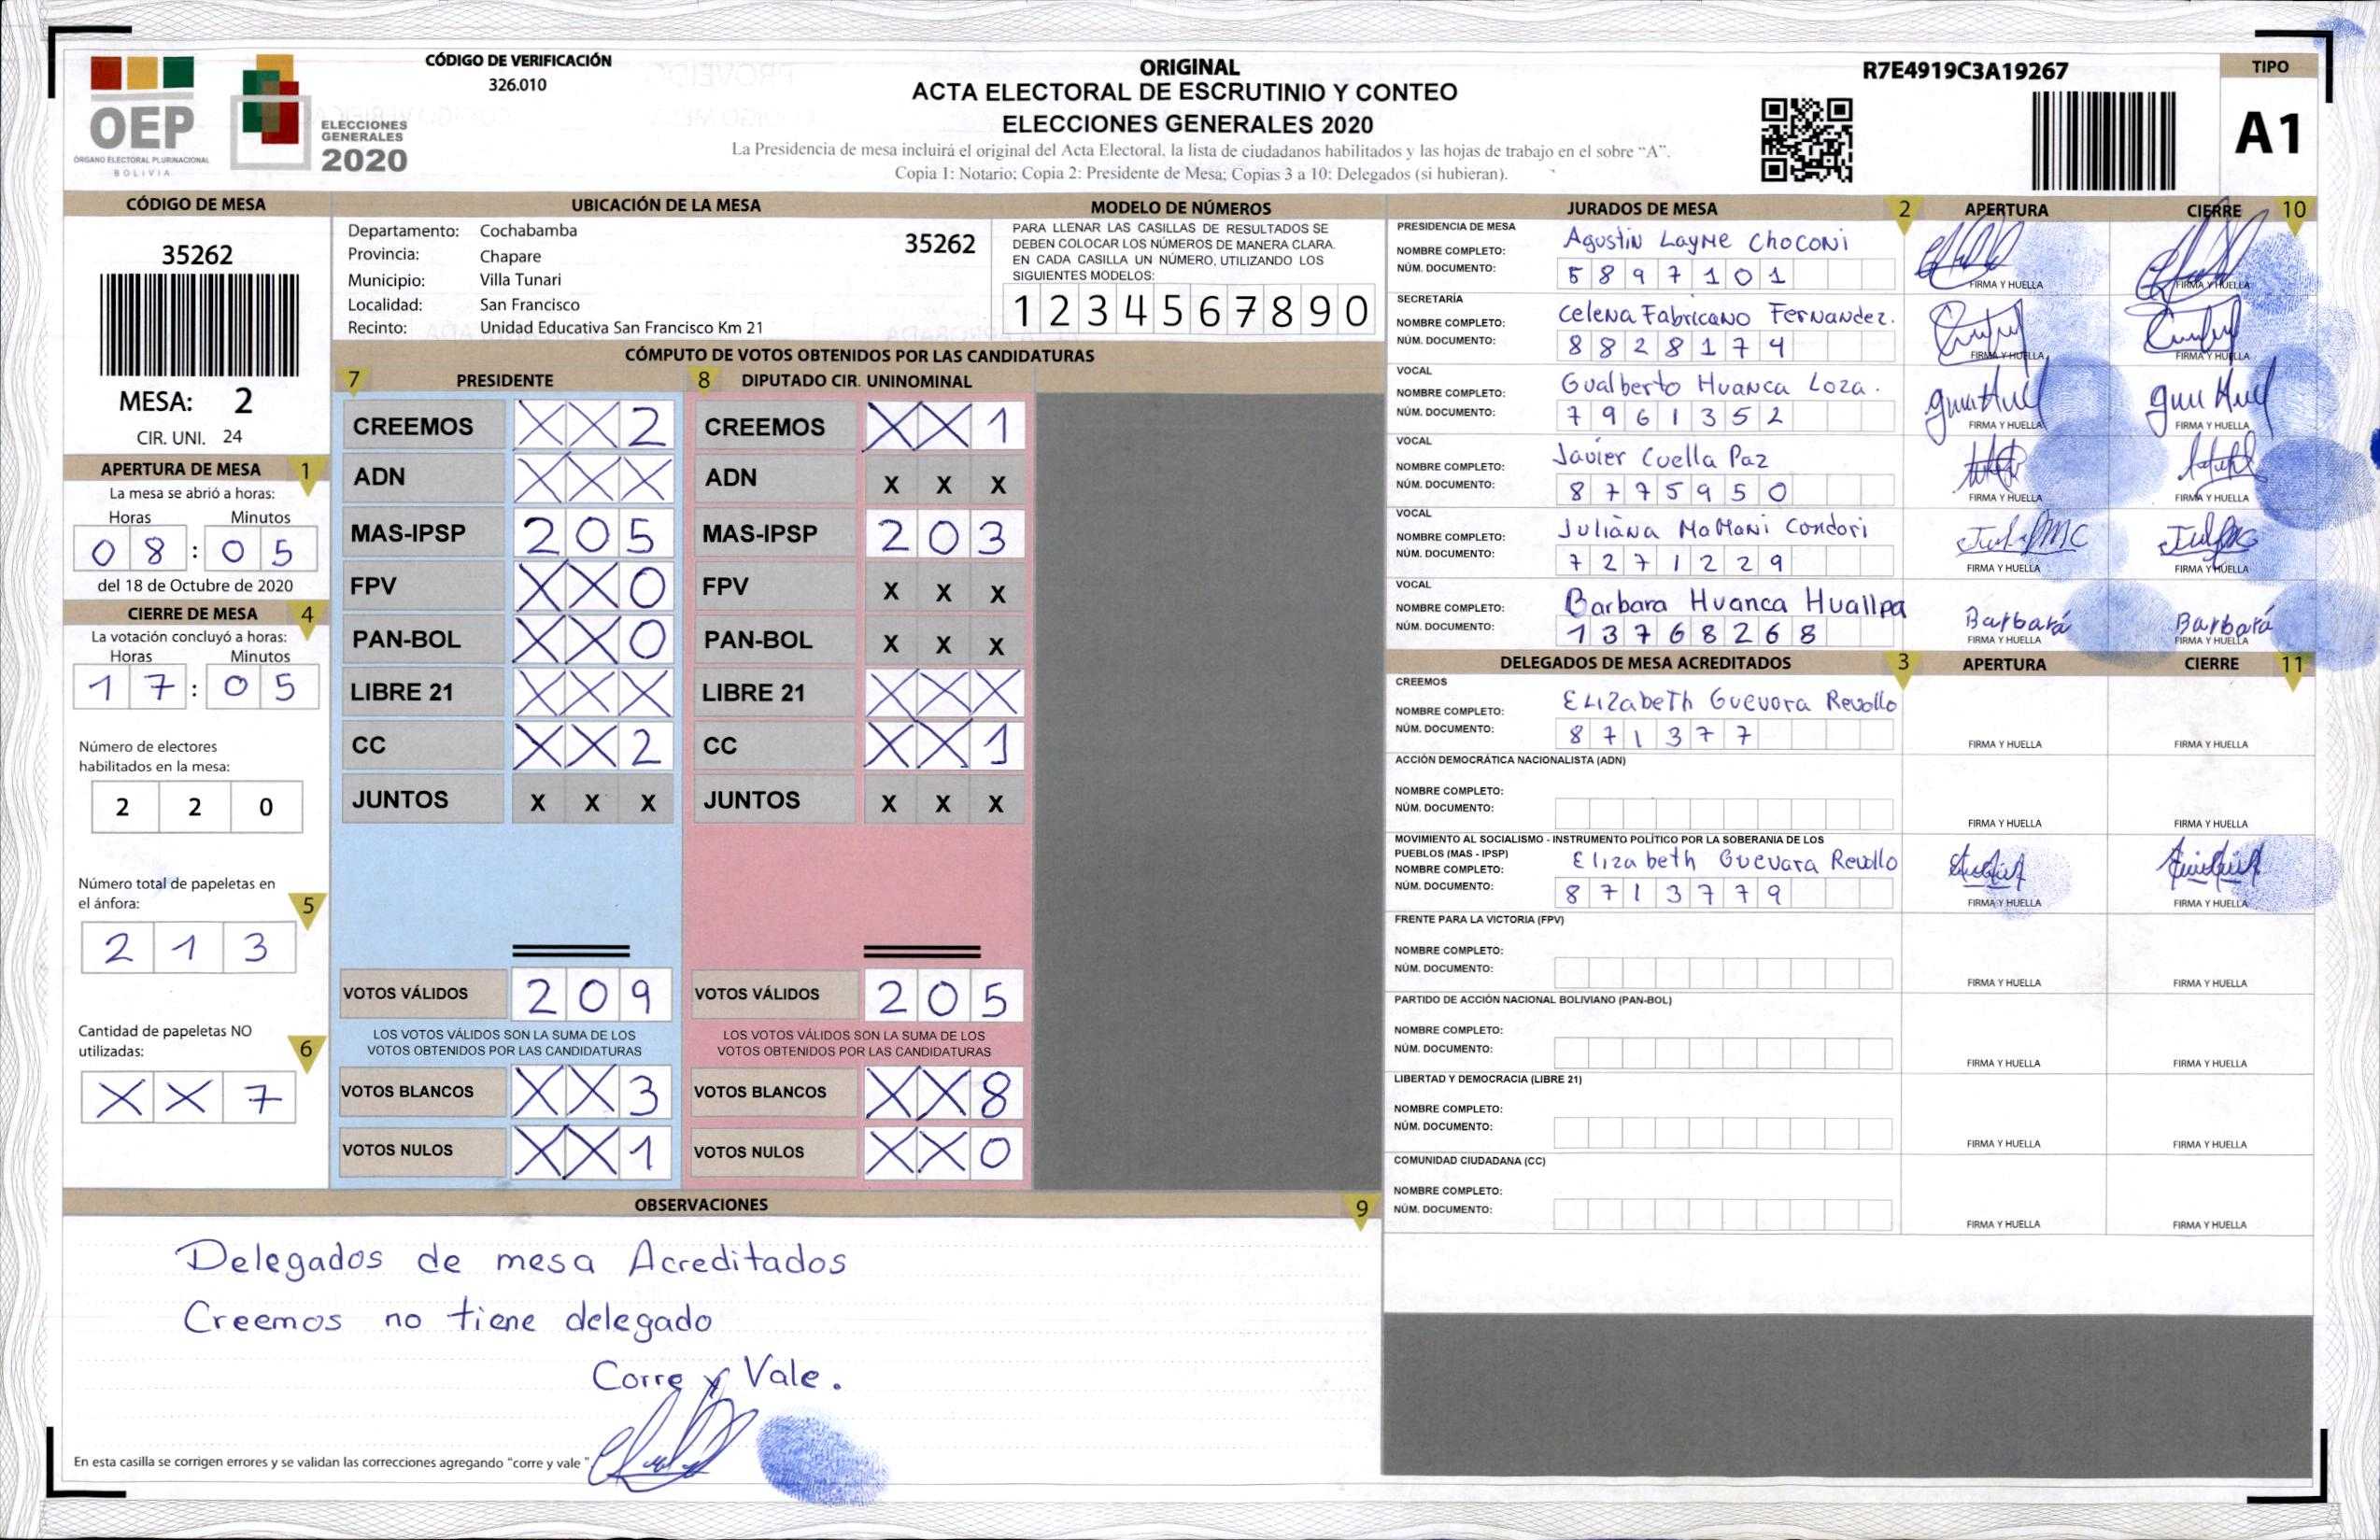 CÓDIGO DE VERIFICACIÓN
326.010
OEP
ÓRGANO ELECTORAL PLURINACIONAL
BOLIVIA
ELECCIONES
GENERALES
2020
ORIGINAL
ACTA ELECTORAL DE ESCRUTINIO Y CONTEO
ELECCIONES GENERALES 2020
La Presidencia de mesa incluirá el original del Acta Electoral, la lista de ciudadanos habilitados y las hojas de trabajo en el sobre "A".
Copia 1: Notario; Copia 2: Presidente de Mesa; Copias 3 a 10: Delegados (si hubieran).
R7E4919C3A19267
TIPO
A1
CÓDIGO DE MESA
35262
MESA: 2
CIR. UNI. 24
APERTURA DE MESA 1
La mesa se abrió a horas:
Horas Minutos
0 8 : 0 5
del 18 de Octubre de 2020
CIERRE DE MESA 4
La votación concluyó a horas:
Horas Minutos
1 7 : 0 5
Número de electores
habilitados en la mesa:
2 2 0
Número total de papeletas en
el ánfora: 5
2 1 3
Cantidad de papeletas NO
utilizadas: 6
X X 7
UBICACIÓN DE LA MESA
Departamento: Cochabamba
35262
Provincia: Chapare
Municipio: Villa Tunari
Localidad: San Francisco
Recinto: Unidad Educativa San Francisco Km 21
MODELO DE NÚMEROS
PARA LLENAR LAS CASILLAS DE RESULTADOS SE
DEBEN COLOCAR LOS NÚMEROS DE MANERA CLARA.
EN CADA CASILLA UN NÚMERO, UTILIZANDO LOS
SIGUIENTES MODELOS:
1 2 3 4 5 6 7 8 9 0
CÓMPUTO DE VOTOS OBTENIDOS POR LAS CANDIDATURAS
7 PRESIDENTE
CREEMOS X X 2
ADN X X X
MAS-IPSP 2 0 5
FPV X X 0
PAN-BOL X X 0
LIBRE 21 X X X
CC X X 2
JUNTOS X X X
VOTOS VÁLIDOS 2 0 9
LOS VOTOS VÁLIDOS SON LA SUMA DE LOS
VOTOS OBTENIDOS POR LAS CANDIDATURAS
VOTOS BLANCOS X X 3
VOTOS NULOS X X 1
8 DIPUTADO CIR. UNINOMINAL
CREEMOS X X 1
ADN X X X
MAS-IPSP 2 0 3
FPV X X X
PAN-BOL X X X
LIBRE 21 X X X
CC X X 1
JUNTOS X X X
VOTOS VÁLIDOS 2 0 5
LOS VOTOS VÁLIDOS SON LA SUMA DE LOS
VOTOS OBTENIDOS POR LAS CANDIDATURAS
VOTOS BLANCOS X X 8
VOTOS NULOS X X 0
OBSERVACIONES 9
Delegados de mesa Acreditados
Creemos no tiene delegado
Corre y Vale.
En esta casilla se corrigen errores y se validan las correcciones agregando "corre y vale"
JURADOS DE MESA 2 APERTURA CIERRE 10
PRESIDENCIA DE MESA
NOMBRE COMPLETO: Agustin Layme Choconi
NÚM. DOCUMENTO: 5 8 9 7 1 0 1
FIRMA Y HUELLA FIRMA Y HUELLA
SECRETARÍA
NOMBRE COMPLETO: Celena Fabricano Fernandez.
NÚM. DOCUMENTO: 8 8 2 8 1 7 4
FIRMA Y HUELLA FIRMA Y HUELLA
VOCAL
NOMBRE COMPLETO: Gualberto Huanca Loza.
NÚM. DOCUMENTO: 7 9 6 1 3 5 2
FIRMA Y HUELLA FIRMA Y HUELLA
VOCAL
NOMBRE COMPLETO: Javier Cuella Paz
NÚM. DOCUMENTO: 8 7 7 5 9 5 0
FIRMA Y HUELLA FIRMA Y HUELLA
VOCAL
NOMBRE COMPLETO: Juliana Mamani Condori
NÚM. DOCUMENTO: 7 2 7 1 2 2 9
FIRMA Y HUELLA FIRMA Y HUELLA
VOCAL
NOMBRE COMPLETO: Barbara Huanca Huallpa
NÚM. DOCUMENTO: 1 3 7 6 8 2 6 8
Barbará Barbará
FIRMA Y HUELLA FIRMA Y HUELLA
DELEGADOS DE MESA ACREDITADOS 3 APERTURA CIERRE 11
CREEMOS
NOMBRE COMPLETO: Elizabeth Guevora Revollo
NÚM. DOCUMENTO: 8 7 1 3 7 7
FIRMA Y HUELLA FIRMA Y HUELLA
ACCIÓN DEMOCRÁTICA NACIONALISTA (ADN)
NOMBRE COMPLETO:
NÚM. DOCUMENTO:
FIRMA Y HUELLA FIRMA Y HUELLA
MOVIMIENTO AL SOCIALISMO - INSTRUMENTO POLÍTICO POR LA SOBERANIA DE LOS
PUEBLOS (MAS - IPSP)
NOMBRE COMPLETO: Elizabeth Guevara Revollo
NÚM. DOCUMENTO: 8 7 1 3 7 7 9
FIRMA Y HUELLA FIRMA Y HUELLA
FRENTE PARA LA VICTORIA (FPV)
NOMBRE COMPLETO:
NÚM. DOCUMENTO:
FIRMA Y HUELLA FIRMA Y HUELLA
PARTIDO DE ACCIÓN NACIONAL BOLIVIANO (PAN-BOL)
NOMBRE COMPLETO:
NÚM. DOCUMENTO:
FIRMA Y HUELLA FIRMA Y HUELLA
LIBERTAD Y DEMOCRACIA (LIBRE 21)
NOMBRE COMPLETO:
NÚM. DOCUMENTO:
FIRMA Y HUELLA FIRMA Y HUELLA
COMUNIDAD CIUDADANA (CC)
NOMBRE COMPLETO:
NÚM. DOCUMENTO:
FIRMA Y HUELLA FIRMA Y HUELLA